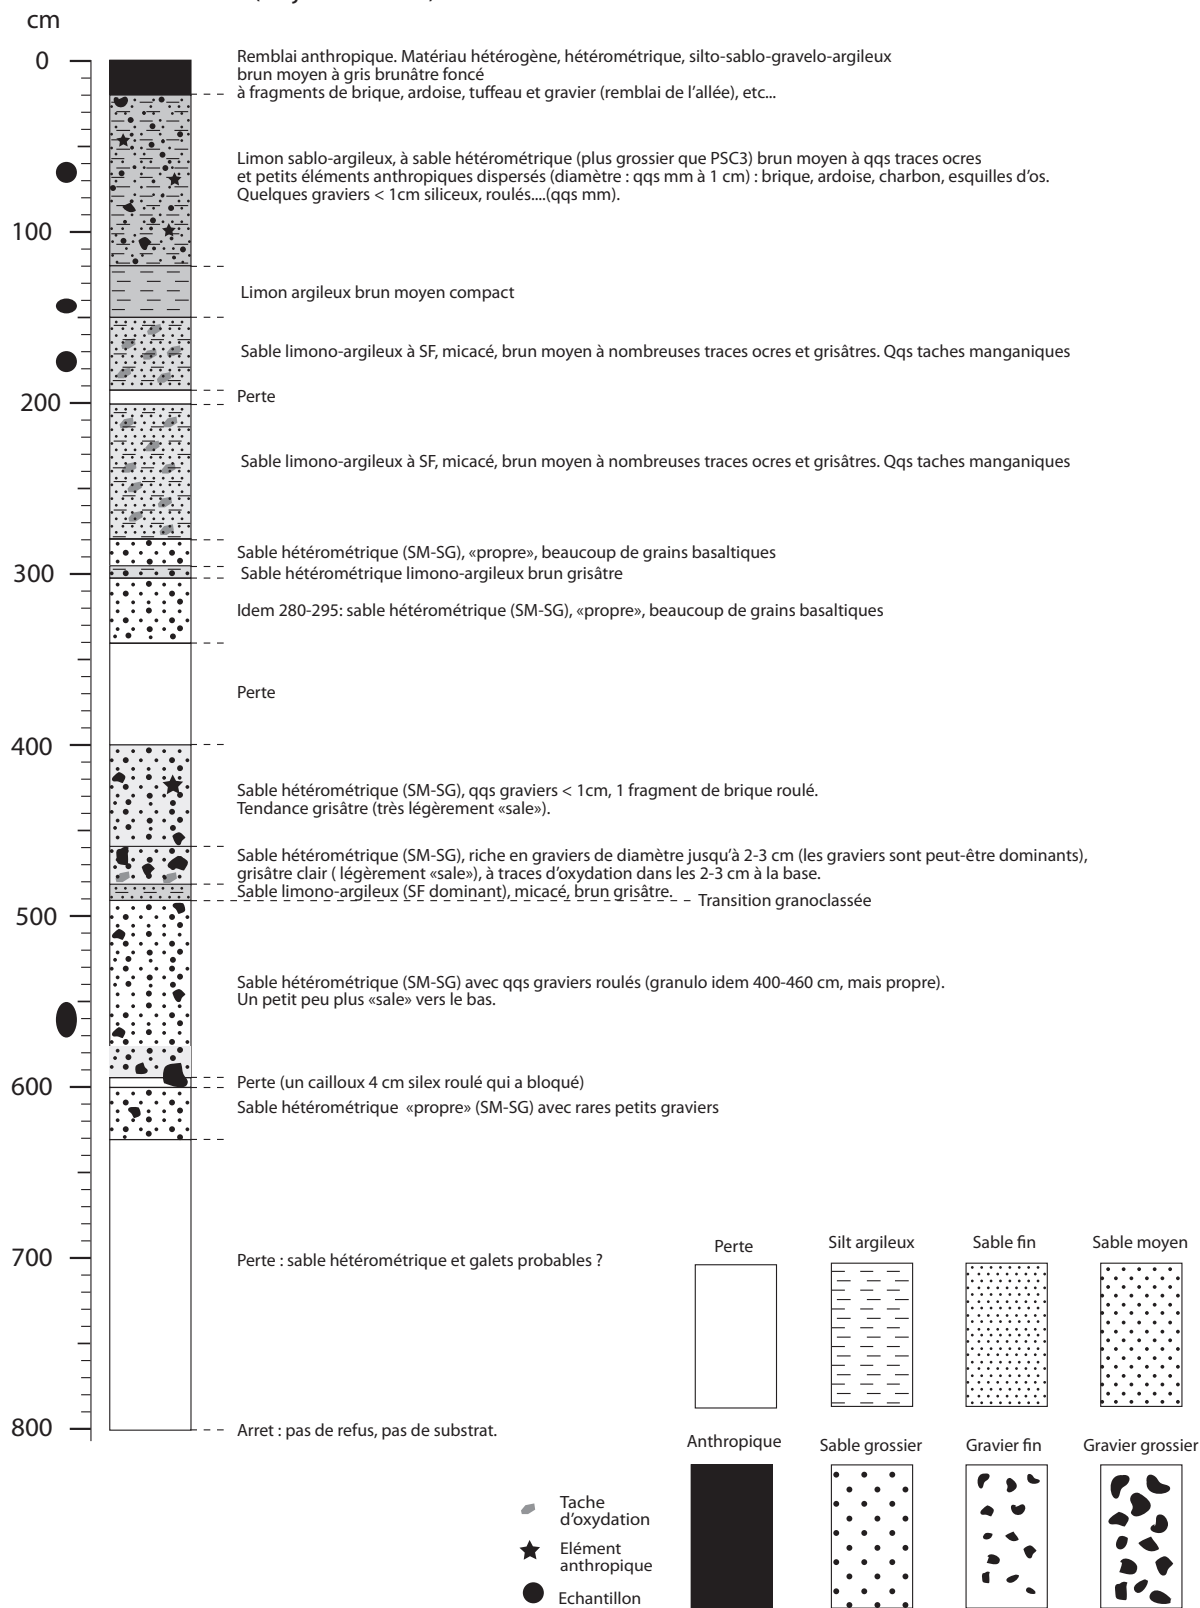 cm
0
Remblai anthropique. Matériau hétérogène, hétérométrique, silto-sablo-gravelo-argileux
brun moyen à gris brunâtre foncé
à fragments de brique, ardoise, tuffeau et gravier (remblai de l'allée), etc...
Limon sablo-argileux, à sable hétérométrique (plus grossier que PSC3) brun moyen à qqs traces ocres
et petits éléments anthropiques dispersés (diamètre : qqs mm à 1 cm) : brique, ardoise, charbon, esquilles d'os.
Quelques graviers < 1cm siliceux, roulés....(qqs mm).
100
Limon argileux brun moyen compact
Sable limono-argileux à SF, micacé, brun moyen à nombreuses traces ocres et grisâtres. Qqs taches manganiques
Perte
200
Sable limono-argileux à SF, micacé, brun moyen à nombreuses traces ocres et grisâtres. Qqs taches manganiques
Sable hétérométrique (SM-SG), «propre», beaucoup de grains basaltiques
300
Sable hétérométrique limono-argileux brun grisâtre
Idem 280-295: sable hétérométrique (SM-SG), «propre», beaucoup de grains basaltiques
Perte
400
Sable hétérométrique (SM-SG), qqs graviers < 1cm, 1 fragment de brique roulé.
Tendance grisâtre (très légèrement «sale»).
Sable hétérométrique (SM-SG), riche en graviers de diamètre jusqu'à 2-3 cm (les graviers sont peut-être dominants),
grisâtre clair ( légèrement «sale»), à traces d'oxydation dans les 2-3 cm à la base.
Sable limono-argileux (SF dominant), micacé, brun grisâtre.
Transition granoclassée
500
Sable hétérométrique (SM-SG) avec qqs graviers roulés (granulo idem 400-460 cm, mais propre).
Un petit peu plus «sale» vers le bas.
600
Perte (un cailloux 4 cm silex roulé qui a bloqué)
Sable hétérométrique «propre» (SM-SG) avec rares petits graviers
700
Perte : sable hétérométrique et galets probables ?
800
Arret : pas de refus, pas de substrat.
Perte
Silt argileux
Sable fin
Sable moyen
Anthropique
Sable grossier
Gravier fin
Gravier grossier
Tache
d'oxydation
Elément
anthropique
Echantillon